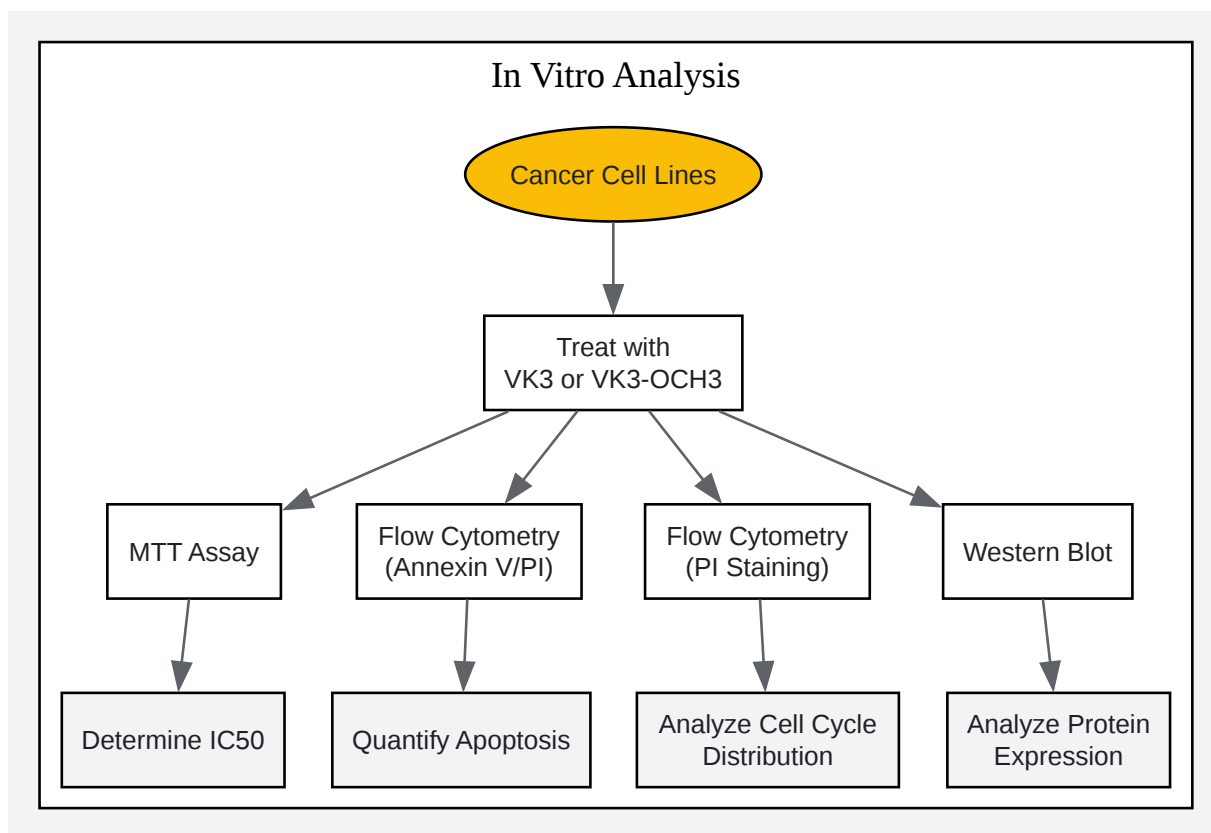 In Vitro Analysis
Cancer Cell Lines
Treat with
VK3 or VK3-OCH3
MTT Assay
Flow Cytometry
(Annexin V/PI)
Flow Cytometry
(PI Staining)
Western Blot
Determine IC50
Quantify Apoptosis
Analyze Cell Cycle
Distribution
Analyze Protein
Expression